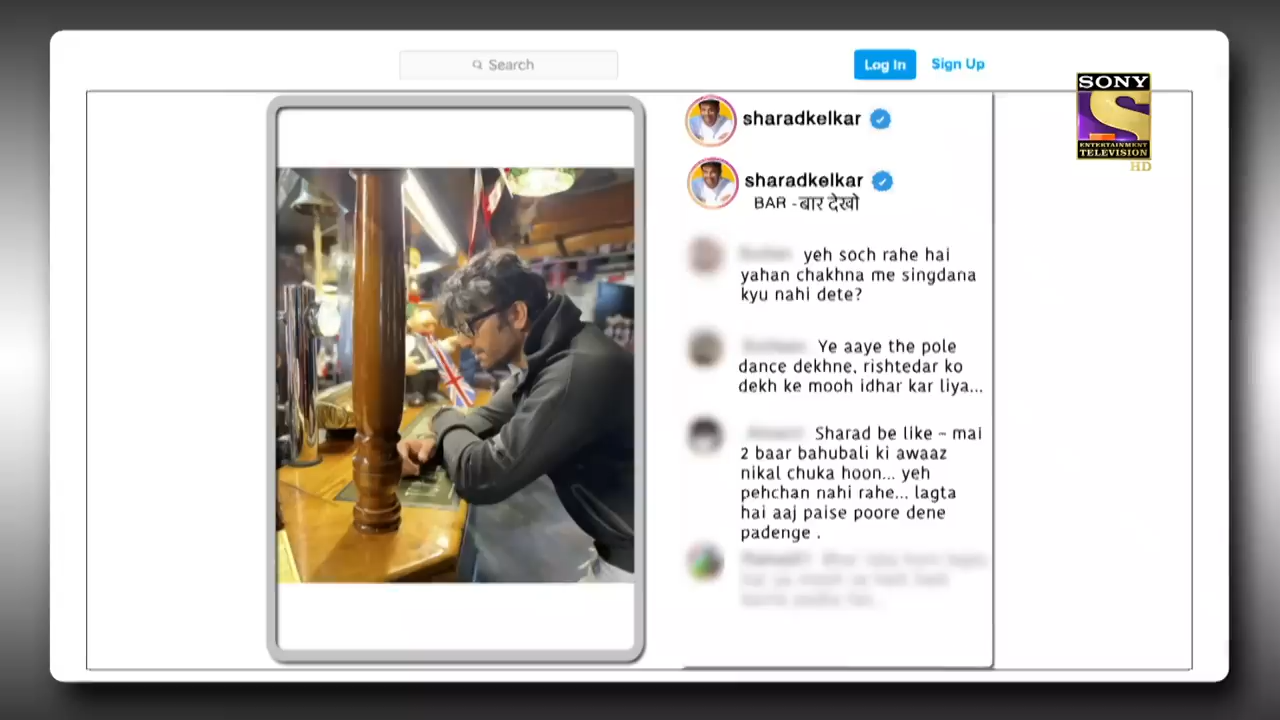 Search
Log In
Sign Up
SONY
ENTERTAINMENT
TELEVISION
HD
sharadkelkar
sharadkelkar
BAR -बार देखो
yeh soch rahe hai
yahan chakhna me singdana
kyu nahi dete?
Ye aaye the pole
dance dekhne, rishtedar ko
dekh ke mooh idhar kar liya...
Sharad be like – mai
2 baar bahubali ki awaaz
nikal chuka hoon... yeh
pehchan nahi rahe... lagta
hai aaj paise poore dene
padenge .